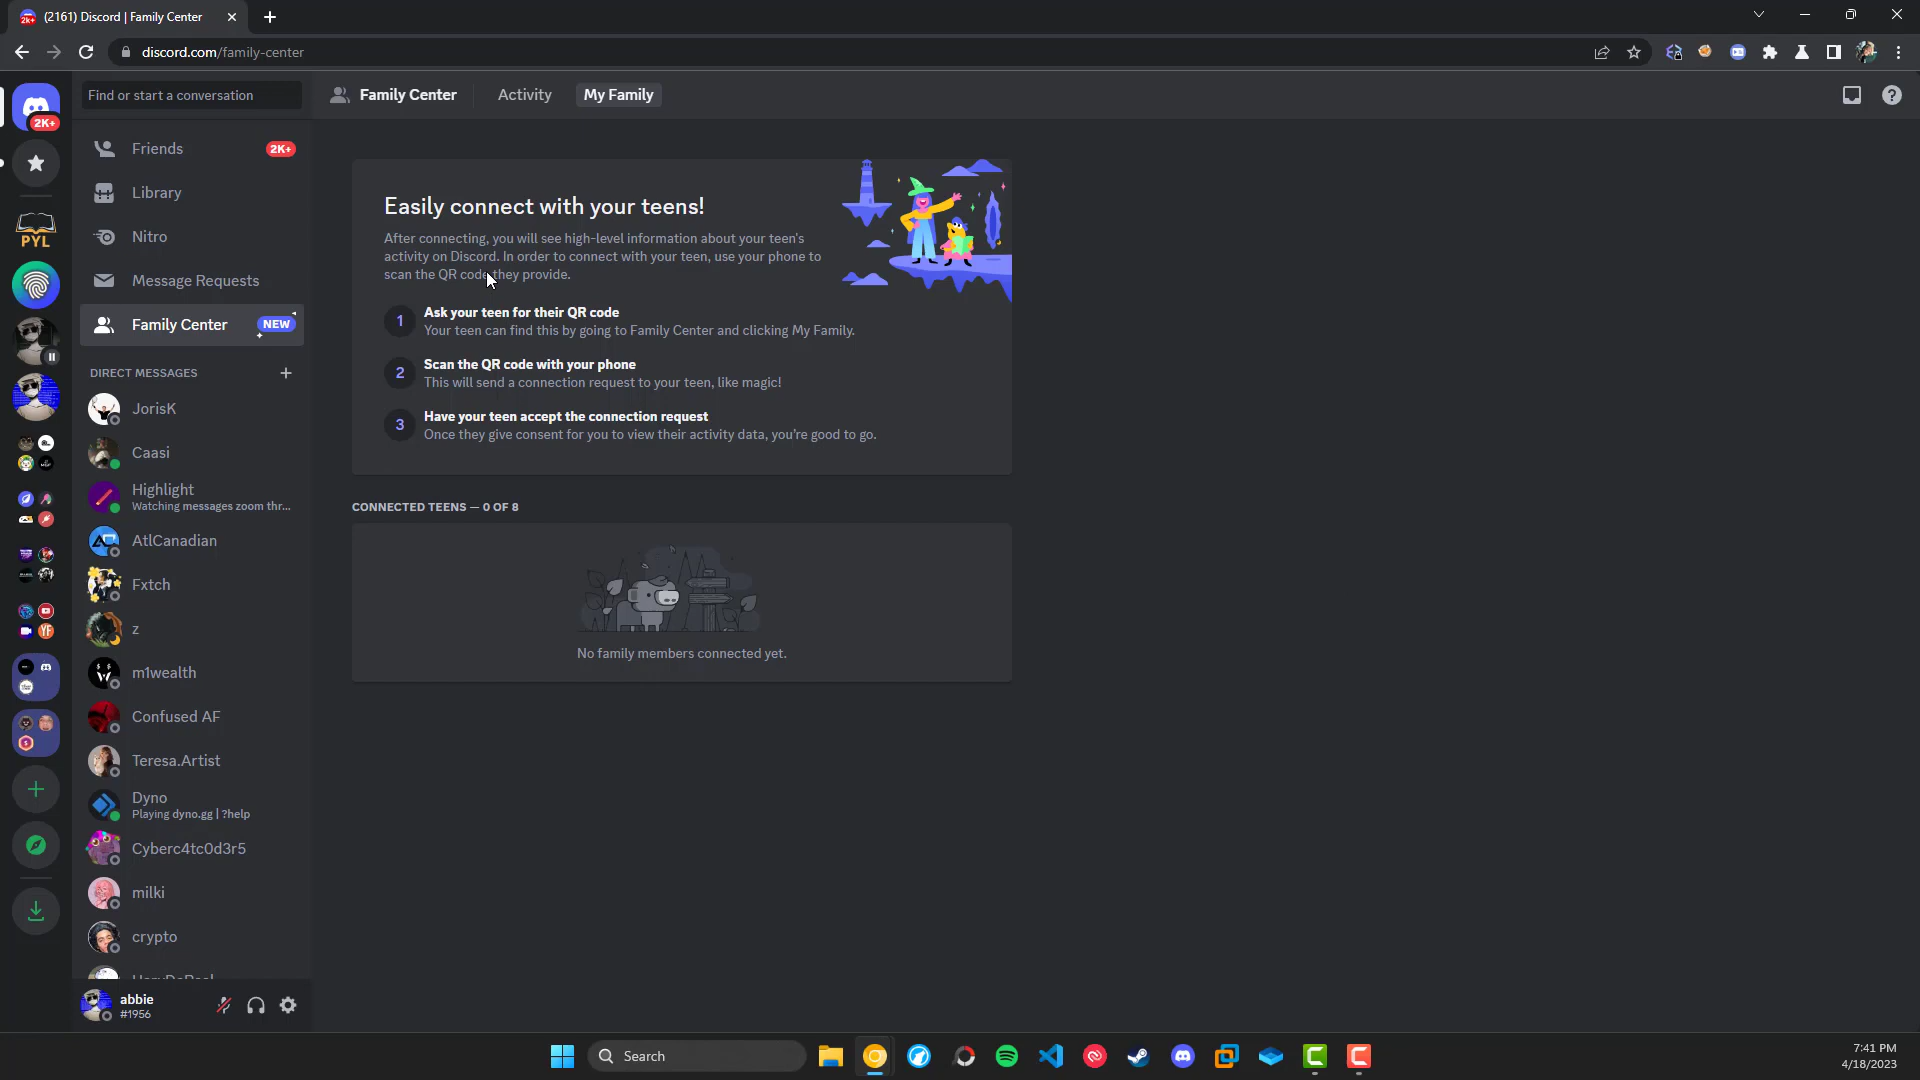 (2161) Discord | Family Center
discord.com/family-center
2K+
PYL
Find or start a conversation
Friends
2K+
Library
Nitro
Message Requests
Family Center
NEW
DIRECT MESSAGES
JorisK
Caasi
Highlight
Watching messages zoom thr...
AtlCanadian
Fxtch
z
m1wealth
Confused AF
Teresa.Artist
Dyno
Playing dyno.gg | ?help
Cyberc4tc0d3r5
milki
crypto
abbie
#1956
Family Center
Activity
My Family
Easily connect with your teens!
After connecting, you will see high-level information about your teen's
activity on Discord. In order to connect with your teen, use your phone to
scan the QR code they provide.
1
Ask your teen for their QR code
Your teen can find this by going to Family Center and clicking My Family.
2
Scan the QR code with your phone
This will send a connection request to your teen, like magic!
3
Have your teen accept the connection request
Once they give consent for you to view their activity data, you're good to go.
CONNECTED TEENS — 0 OF 8
No family members connected yet.
Search
7:41 PM
4/18/2023